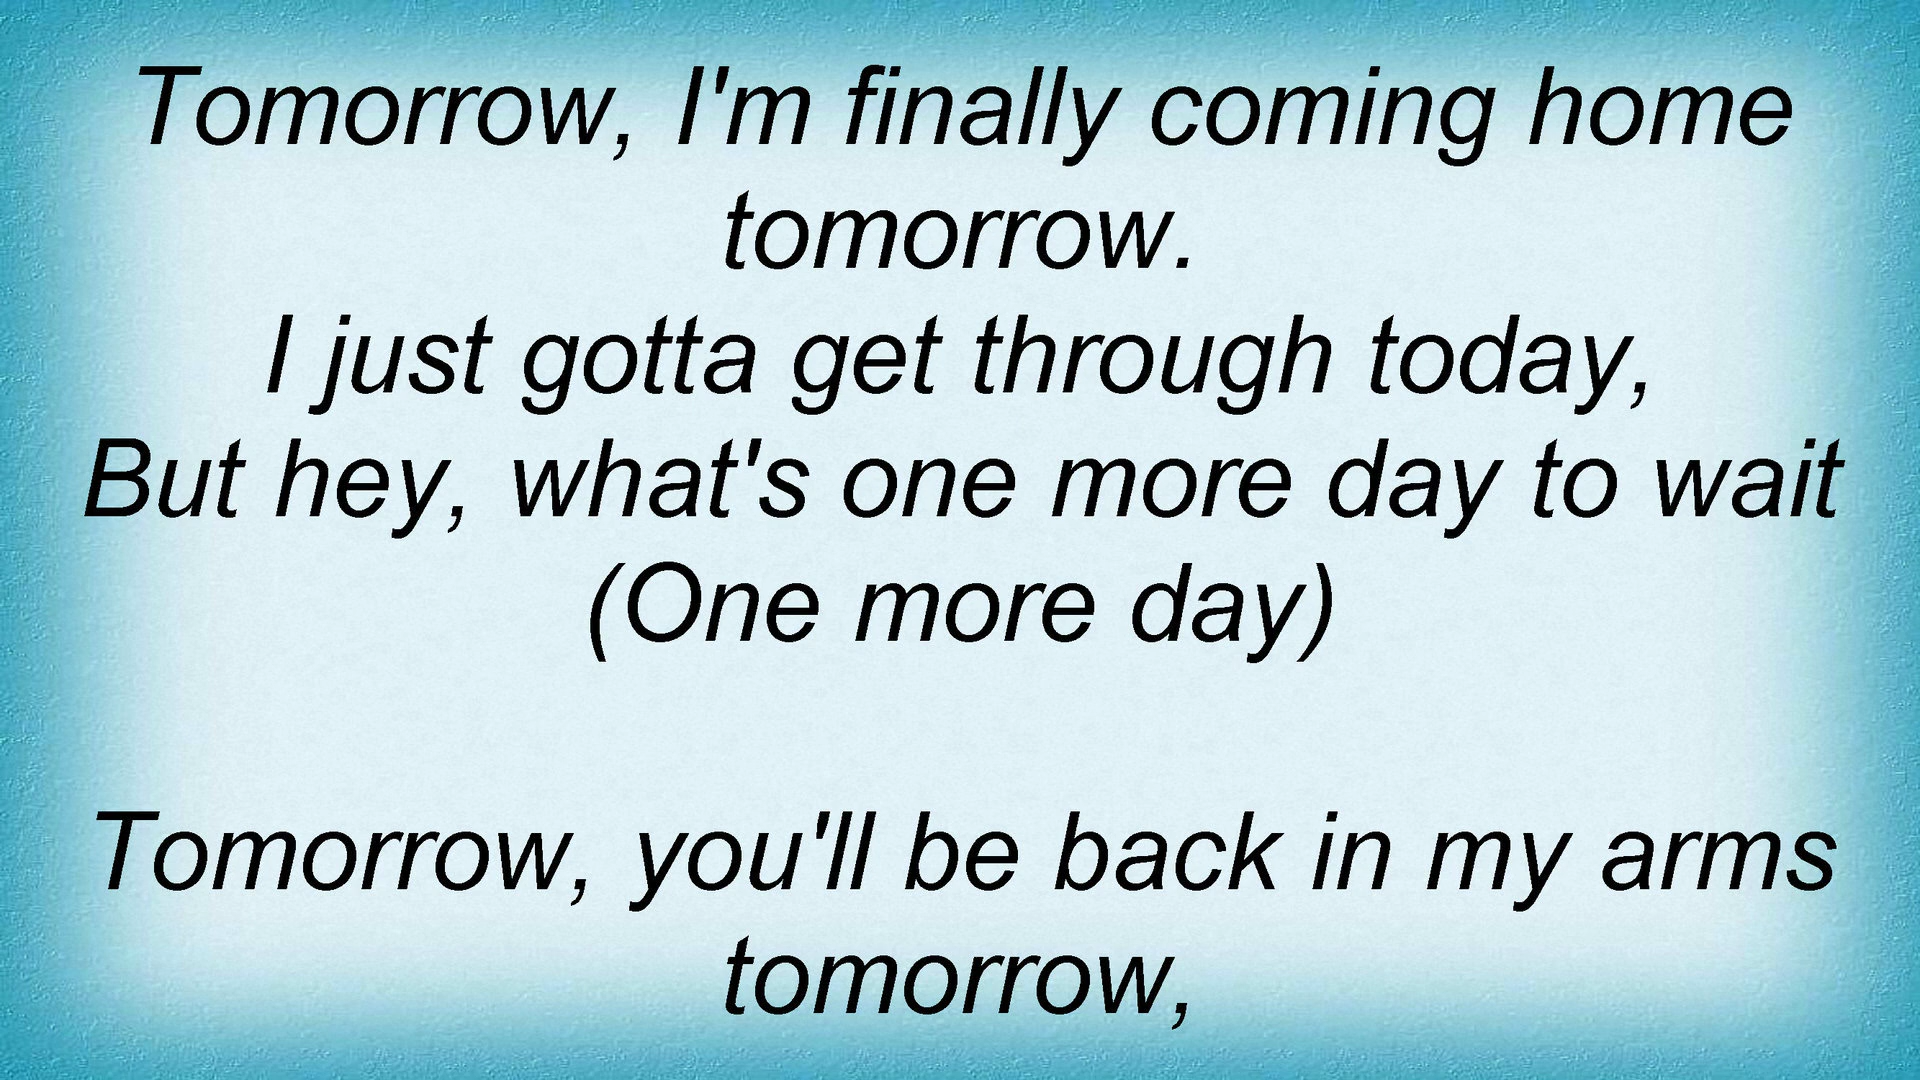 Tomorrow, I'm finally coming home
tomorrow.
I just gotta get through today,
But hey, what's one more day to wait
(One more day)
Tomorrow, you'll be back in my arms
tomorrow,